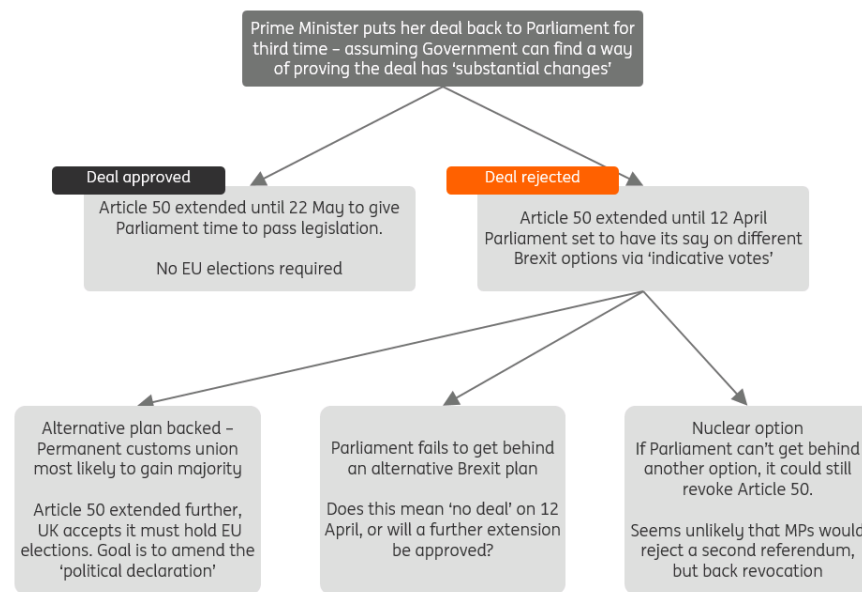 Prime Minister puts her deal back to Parliament for
third time – assuming Government can find a way
of proving the deal has ‘substantial changes’
Deal approved
Article 50 extended until 22 May to give
Parliament time to pass legislation.
No EU elections required
Deal rejected
Article 50 extended until 12 April
Parliament set to have its say on different
Brexit options via ‘indicative votes’
Alternative plan backed –
Permanent customs union
most likely to gain majority
Article 50 extended further,
UK accepts it must hold EU
elections. Goal is to amend the
‘political declaration’
Parliament fails to get behind
an alternative Brexit plan
Does this mean ‘no deal’ on 12
April, or will a further extension
be approved?
Nuclear option
If Parliament can’t get behind
another option, it could still
revoke Article 50.
Seems unlikely that MPs would
reject a second referendum,
but back revocation